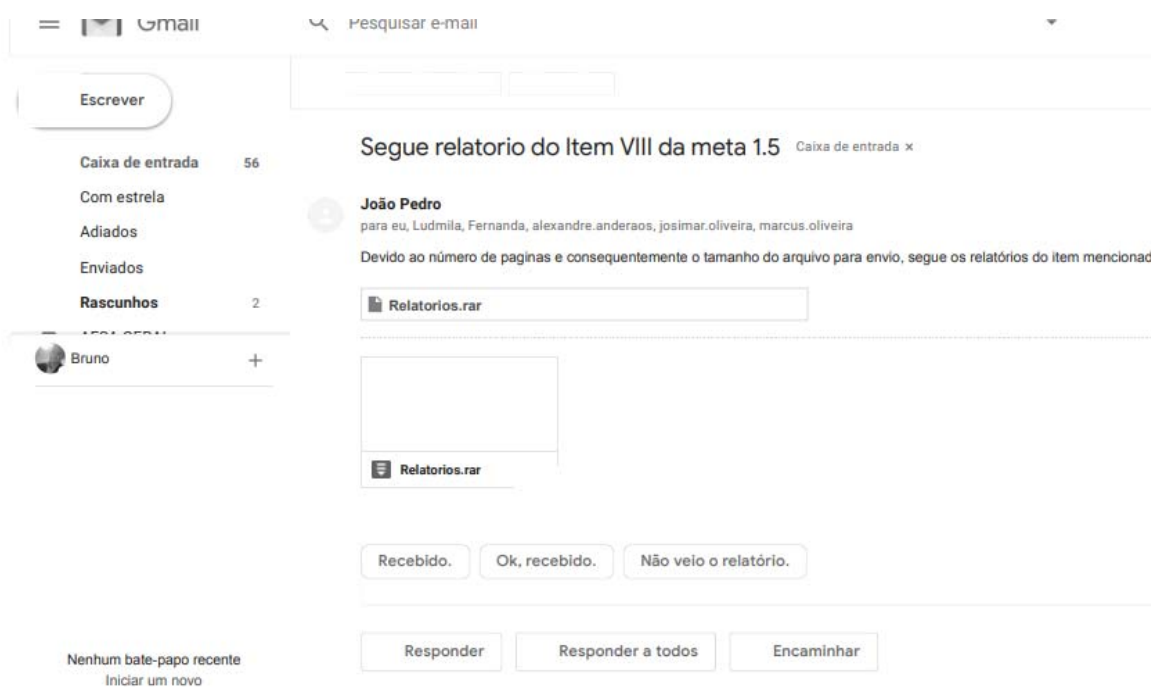 Gmail
Pesquisar e-mail
Escrever
Caixa de entrada 56
Com estrela
Adiados
Enviados
Rascunhos 2
Bruno +
Nenhum bate-papo recente
Iniciar um novo
Segue relatorio do Item VIII da meta 1.5 Caixa de entrada x
João Pedro
para eu, Ludmila, Fernanda, alexandre.anderaos, josimar.oliveira, marcus.oliveira
Devido ao número de paginas e consequentemente o tamanho do arquivo para envio, segue os relatórios do item mencionad
Relatorios.rar
Relatorios.rar
Recebido. Ok, recebido. Não veio o relatório.
Responder Responder a todos Encaminhar